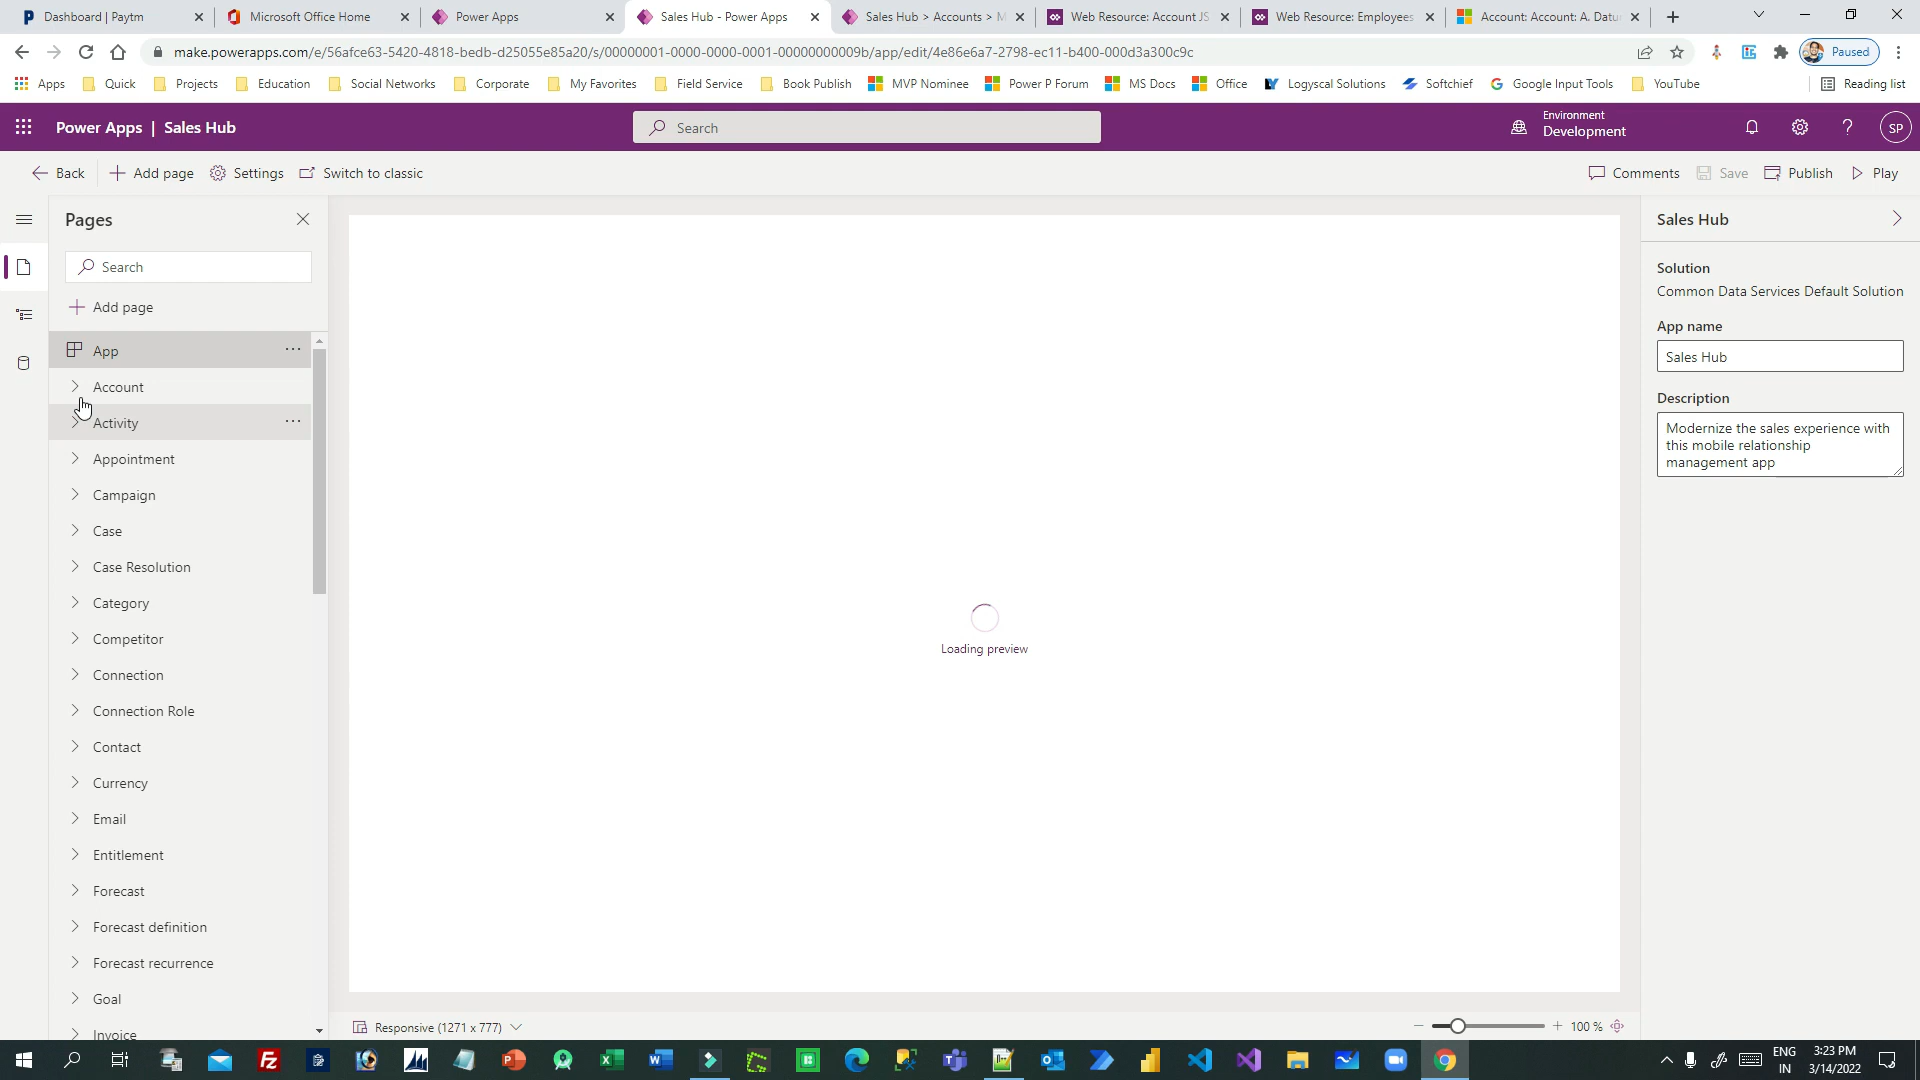 Dashboard | Paytm
Microsoft Office Home
Power Apps
Sales Hub - Power Apps
Sales Hub > Accounts > M
Web Resource: Account JS
Web Resource: Employees
Account: Account: A. Datu
make.powerapps.com/e/56afce63-5420-4818-bedb-d25055e85a20/s/00000001-0000-0000-0001-00000000009b/app/edit/4e86e6a7-2798-ec11-b400-000d3a300c9c
Paused
Apps
Quick
Projects
Education
Social Networks
Corporate
My Favorites
Field Service
Book Publish
MVP Nominee
Power P Forum
MS Docs
Office
Logyscal Solutions
Softchief
Google Input Tools
YouTube
Reading list
Power Apps | Sales Hub
Search
Environment
Development
SP
Back
Add page
Settings
Switch to classic
Comments
Save
Publish
Play
Pages
Search
Add page
App
Account
Activity
Appointment
Campaign
Case
Case Resolution
Category
Competitor
Connection
Connection Role
Contact
Currency
Email
Entitlement
Forecast
Forecast definition
Forecast recurrence
Goal
Invoice
Loading preview
Responsive (1271 x 777)
100 %
Sales Hub
Solution
Common Data Services Default Solution
App name
Sales Hub
Description
Modernize the sales experience with
this mobile relationship
management app
ENG
IN
3:23 PM
3/14/2022